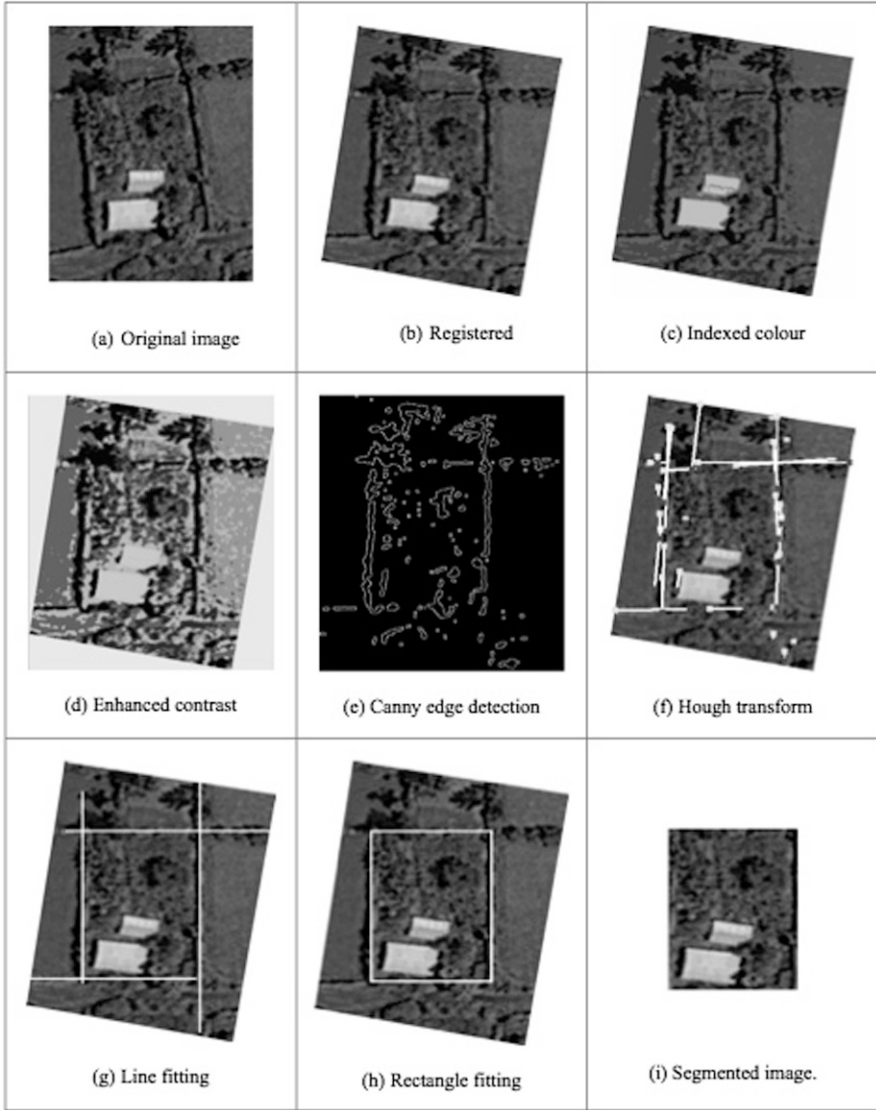 (a) Original image
(b) Registered
(c) Indexed colour
(d) Enhanced contrast
(e) Canny edge detection
(f) Hough transform
(g) Line fitting
(h) Rectangle fitting
(i) Segmented image.